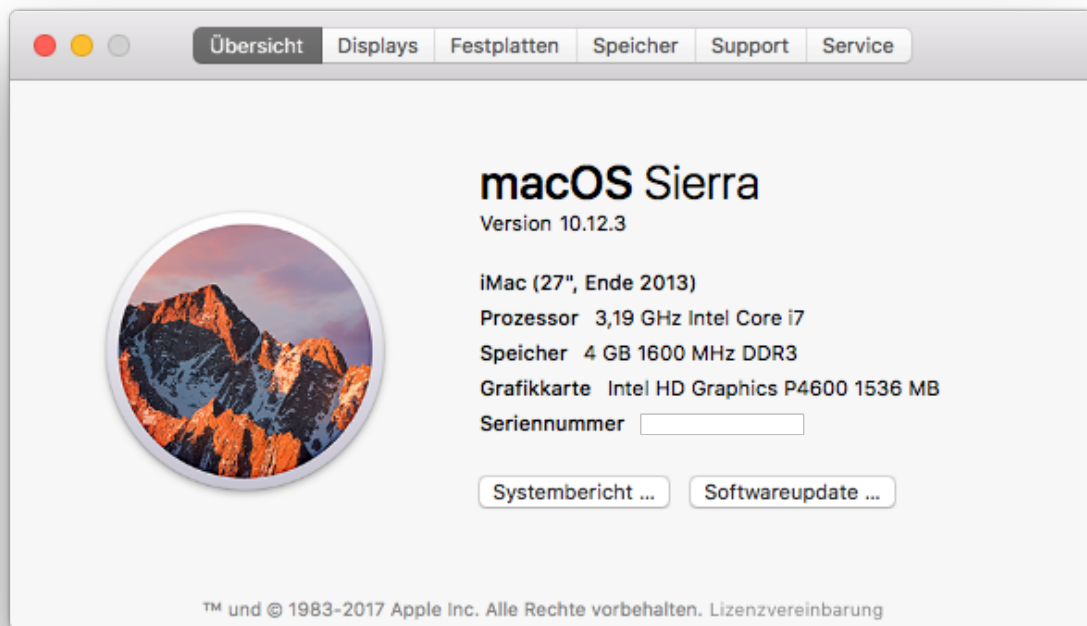 Übersicht Displays Festplatten Speicher Support Service
macOS Sierra
Version 10.12.3
iMac (27", Ende 2013)
Prozessor 3,19 GHz Intel Core i7
Speicher 4 GB 1600 MHz DDR3
Grafikkarte Intel HD Graphics P4600 1536 MB
Seriennummer
Systembericht ... Softwareupdate ...
™ und © 1983-2017 Apple Inc. Alle Rechte vorbehalten. Lizenzvereinbarung